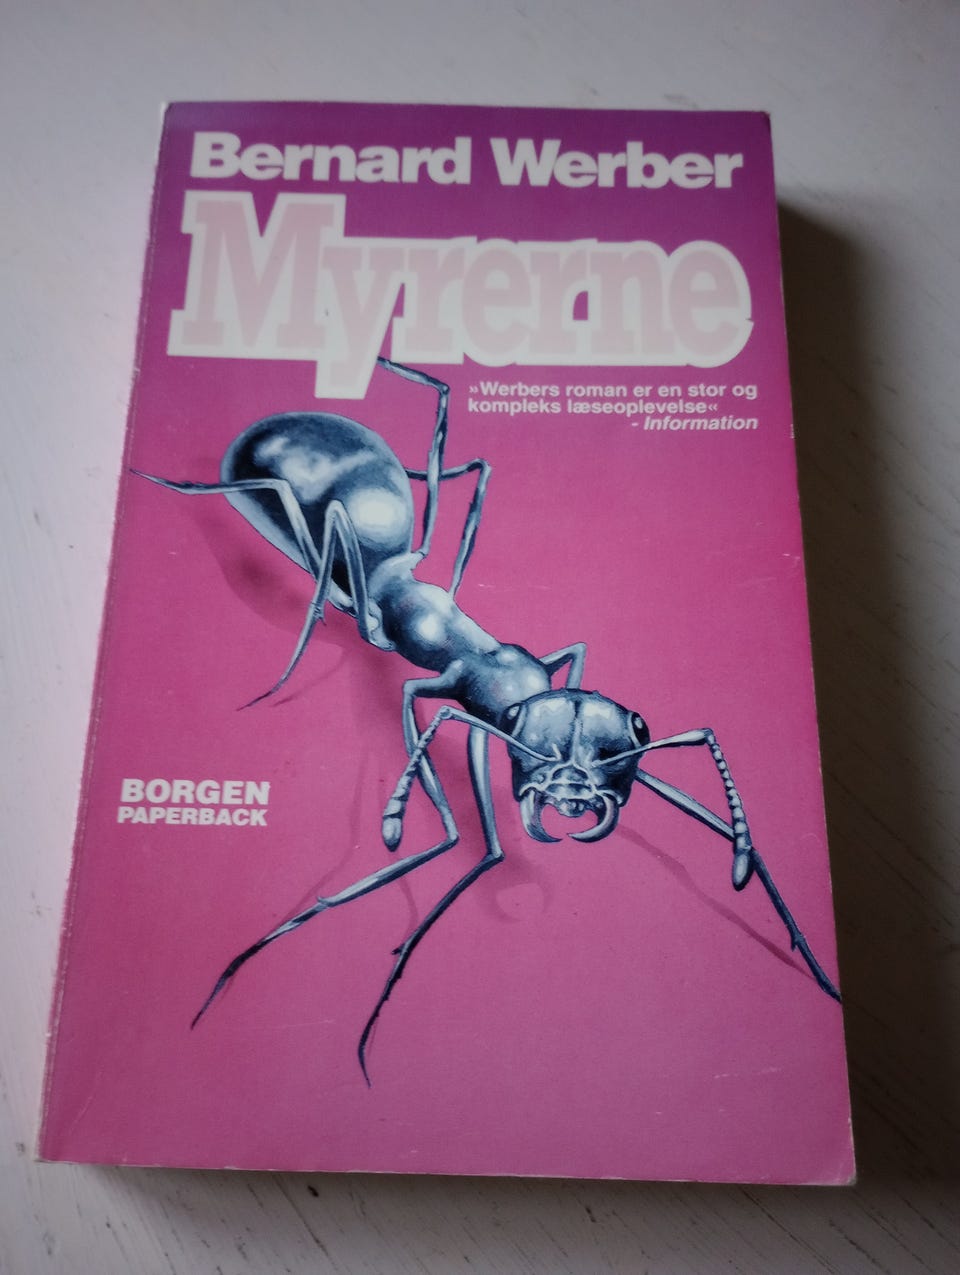 Bernard Werber
Myrerne
»Werbers roman er en stor og
kompleks læseoplevelse«
- Information
BORGEN
PAPERBACK